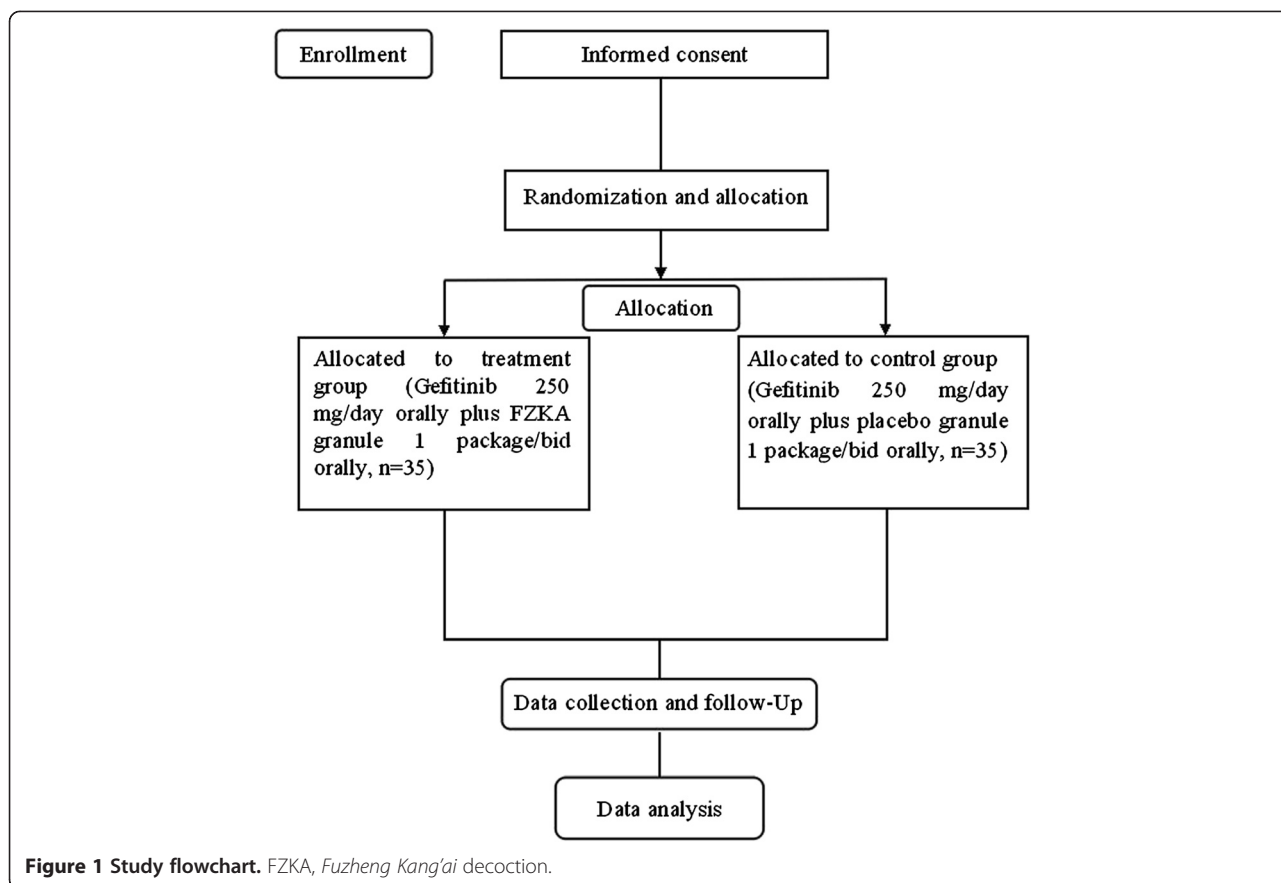 Enrollment
Informed consent
Randomization and allocation
Allocation
Allocated to treatment
group (Gefitinib 250
mg/day orally plus FZKA
granule 1 package/bid
orally, n=35)
Allocated to control group
(Gefitinib 250 mg/day
orally plus placebo granule
1 package/bid orally, n=35)
Data collection and follow-Up
Data analysis
Figure 1 Study flowchart. FZKA, Fuzheng Kang'ai decoction.